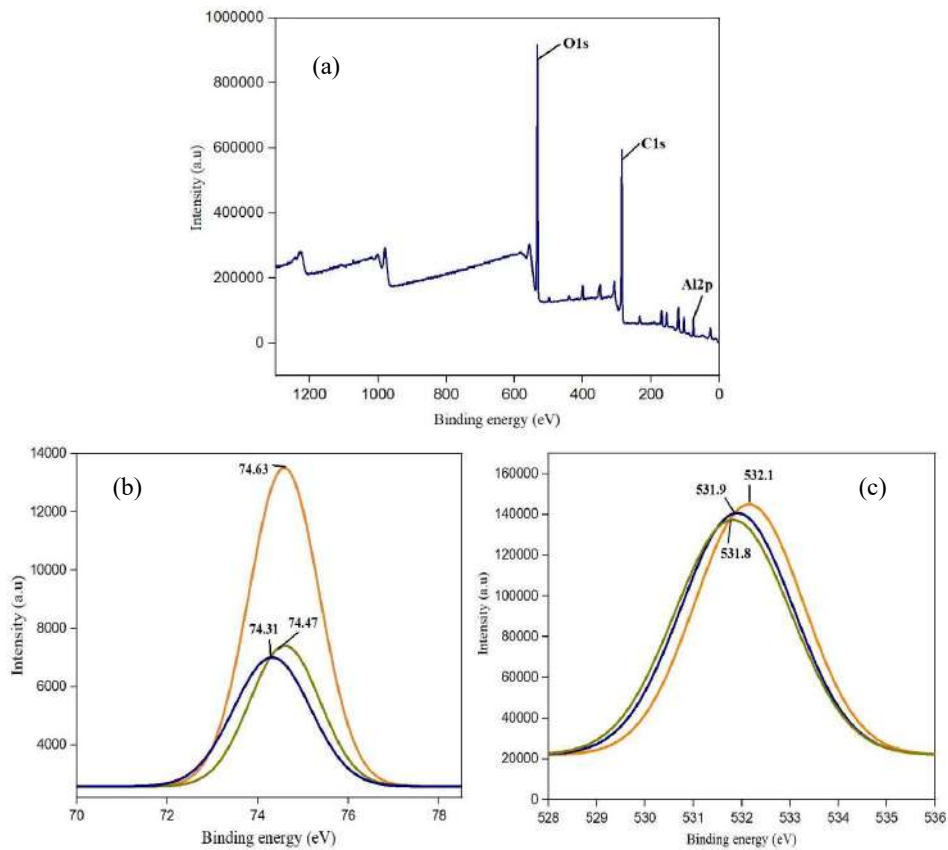 1000000
800000
600000
400000
200000
0
Intensity (a.u)
(a)
O1s
C1s
Al2p
1200 1000 800 600 400 200 0
Binding energy (eV)
14000
12000
10000
8000
6000
4000
Intensity (a.u)
(b)
74.63
74.31
74.47
70 72 74 76 78
Binding energy (eV)
160000
140000
120000
100000
80000
60000
40000
20000
0
Intensity (a.u)
(c)
531.9
532.1
531.8
528 529 530 531 532 533 534 535 536
Binding energy (eV)